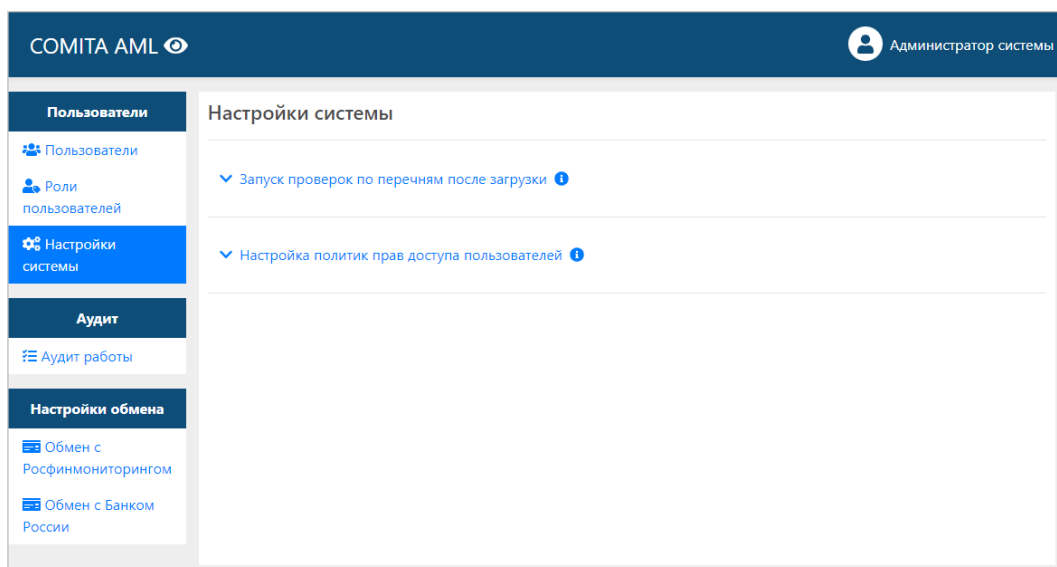 COMITA AML
Администратор системы
Пользователи
Пользователи
Роли
пользователей
Настройки
системы
Аудит
Аудит работы
Настройки обмена
Обмен с
Росфинмониторингом
Обмен с Банком
России
Настройки системы
Запуск проверок по перечням после загрузки
Настройка политик прав доступа пользователей